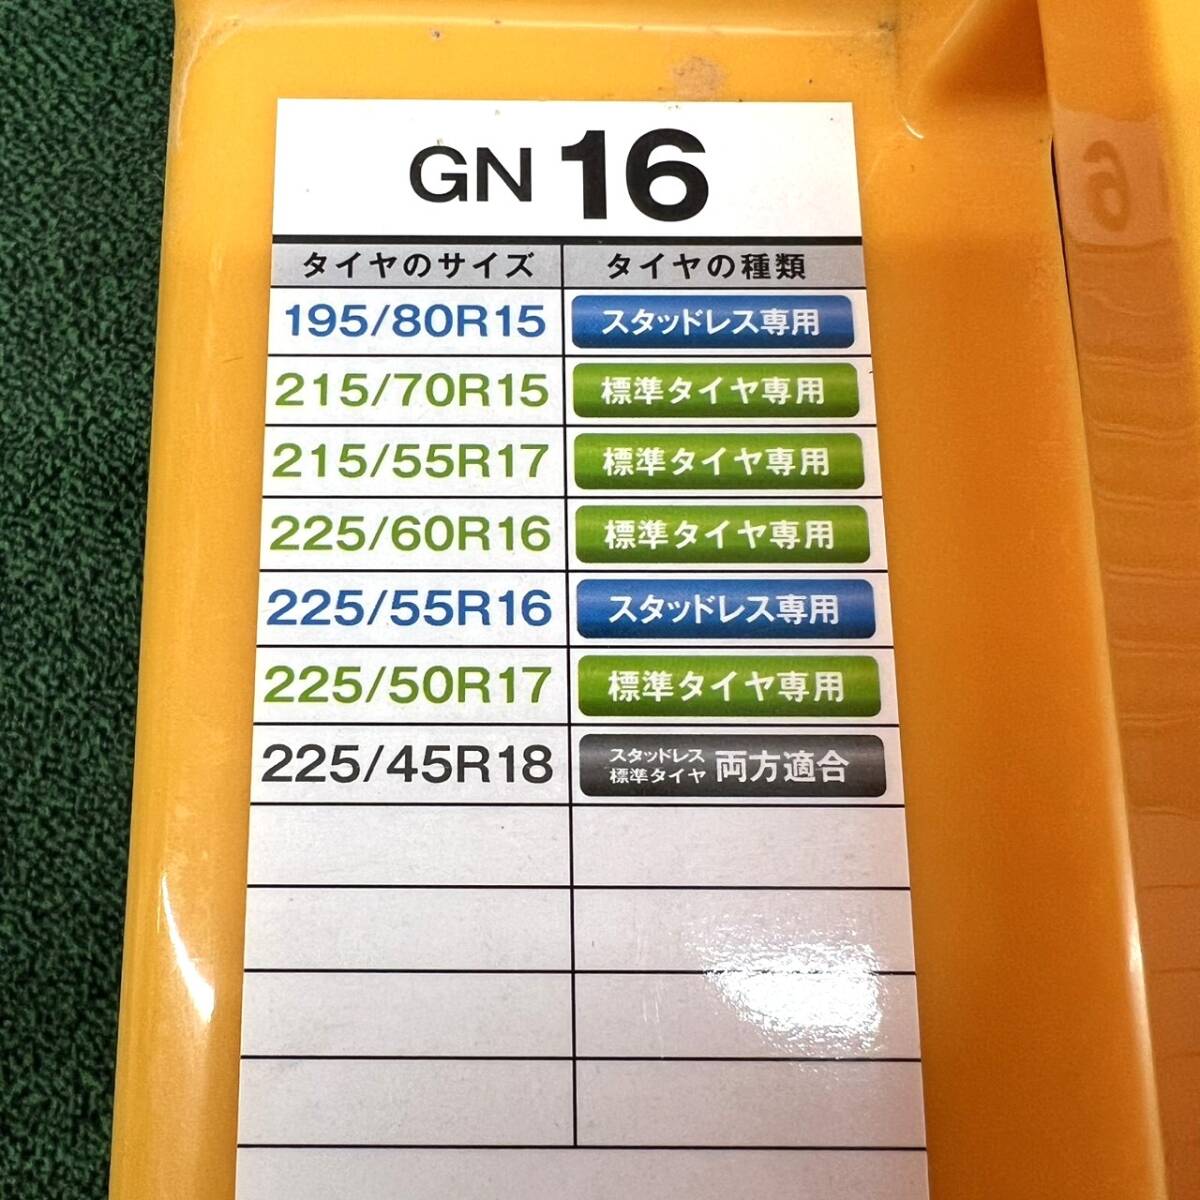 GN 16
タイヤのサイズ タイヤの種類
195/80R15 スタッドレス専用
215/70R15 標準タイヤ専用
215/55R17 標準タイヤ専用
225/60R16 標準タイヤ専用
225/55R16 スタッドレス専用
225/50R17 標準タイヤ専用
225/45R18 スタッドレス 標準タイヤ 両方適合